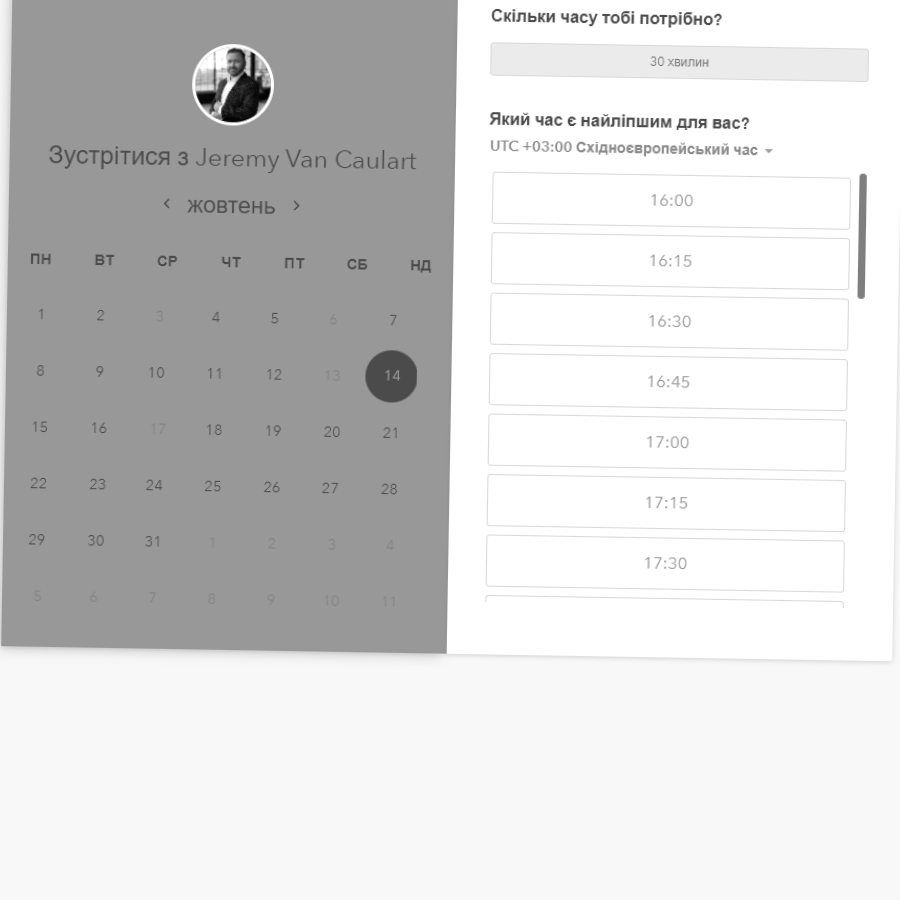 Зустрітися з Jeremy Van Caulart
жовтень
ПН ВТ СР ЧТ ПТ СБ НД
1 2 3 4 5 6 7
8 9 10 11 12 13 14
15 16 17 18 19 20 21
22 23 24 25 26 27 28
29 30 31 1 2 3 4
5 6 7 8 9 10 11
Скільки часу тобі потрібно?
30 хвилин
Який час є найліпшим для вас?
UTC +03:00 Східноєвропейський час
16:00
16:15
16:30
16:45
17:00
17:15
17:30